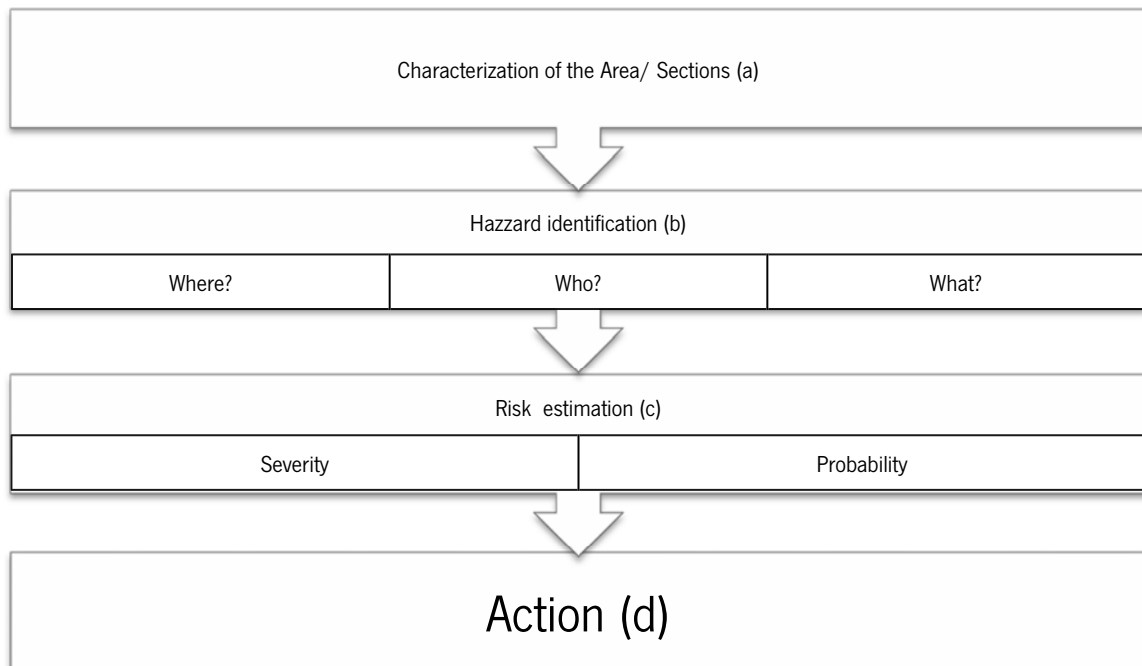 Characterization of the Area/ Sections (a)
Hazzard identification (b)
Where?
Who?
What?
Risk estimation (c)
Severity
Probability
Action (d)